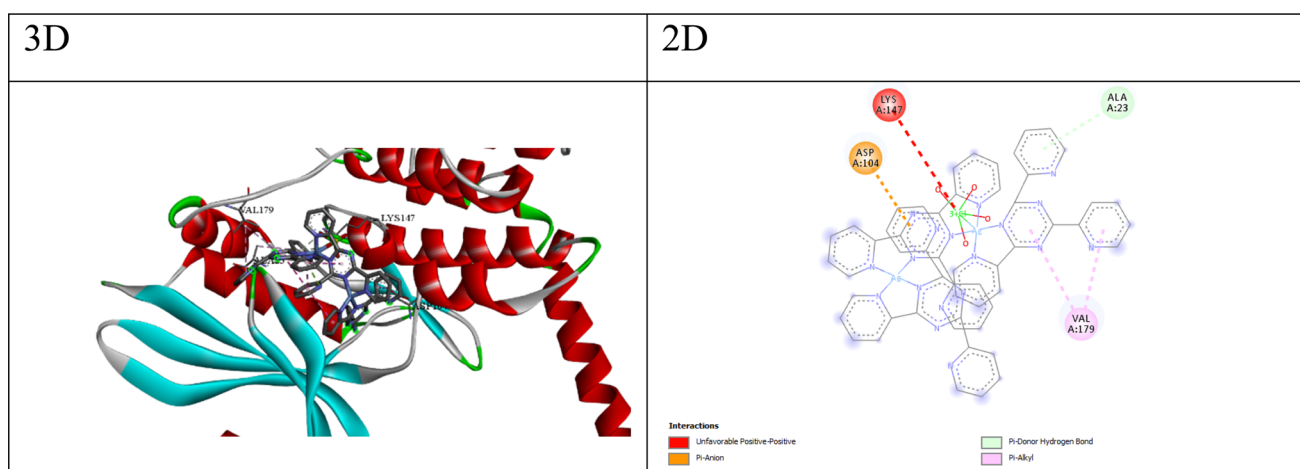 3D
2D
VAL179
LYS147
LYS
A:147
ALA
A:23
ASP
A:104
VAL
A:179
Interactions
Unfavorable Positive-Positive
Pi-Anion
Pi-Donor Hydrogen Bond
Pi-Alkyl